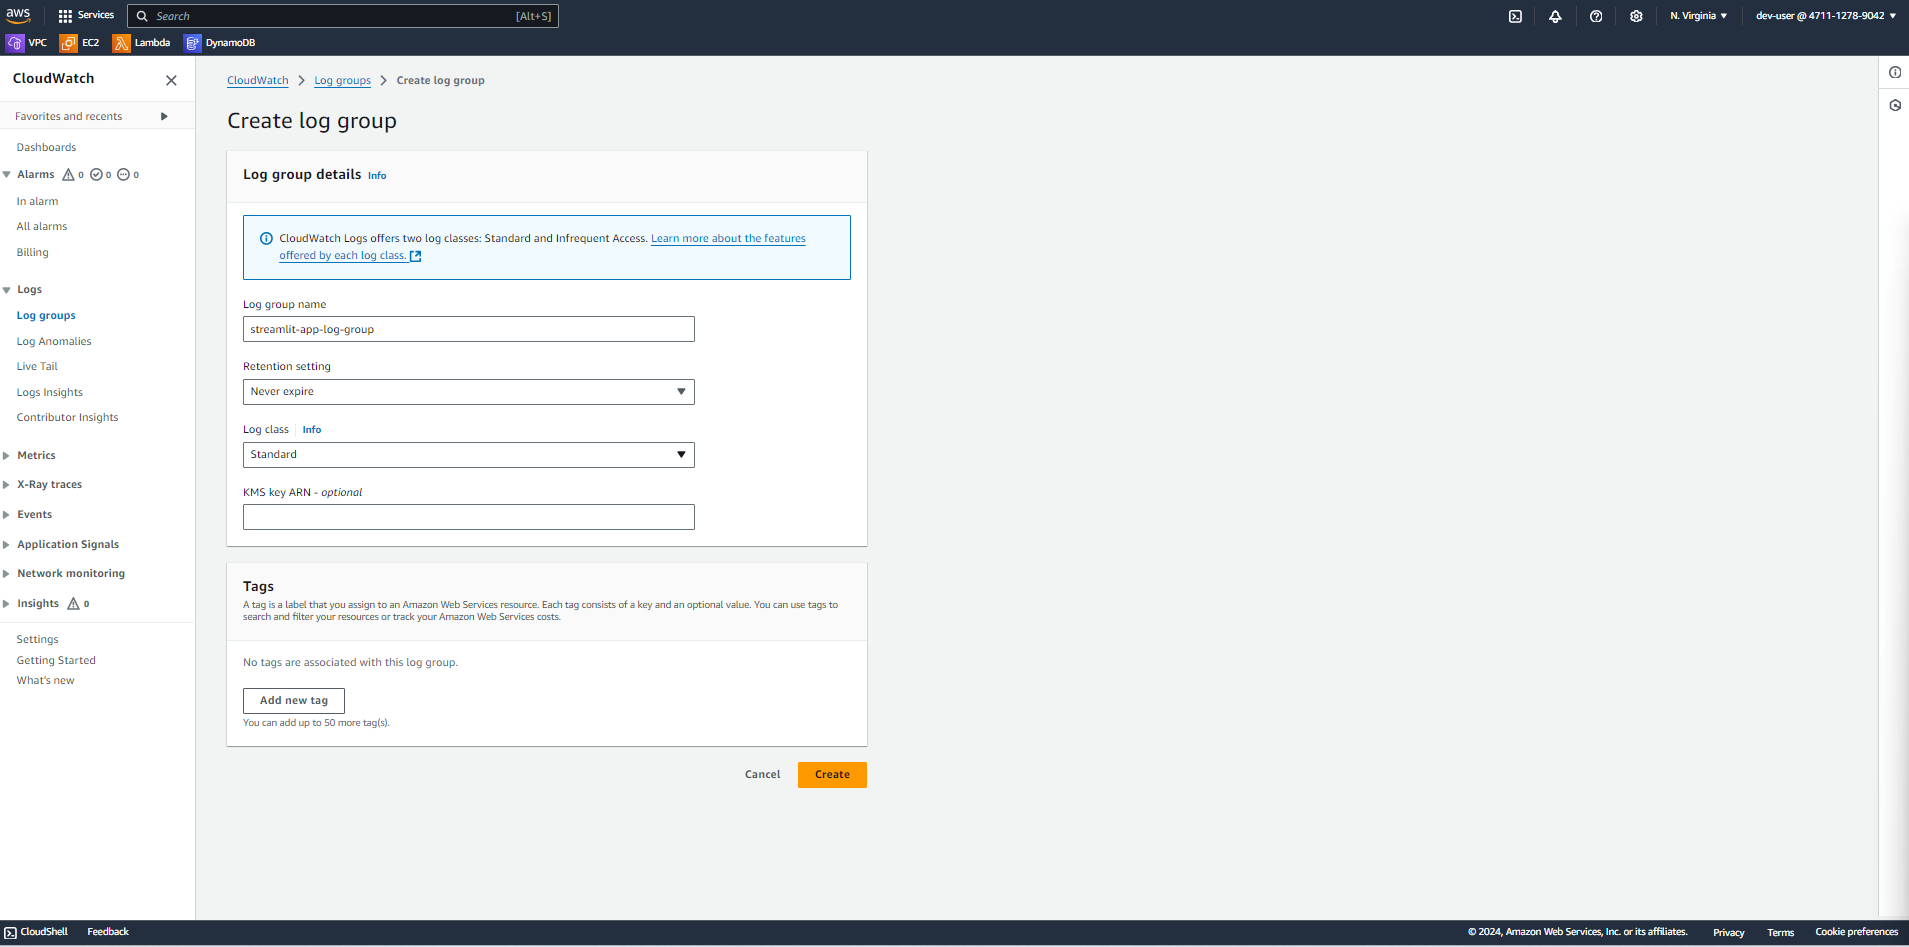 aws
Services
Search
[Alt+S]
N. Virginia
dev-user @ 4711-1278-9042
VPC
EC2
Lambda
DynamoDB
CloudWatch
Favorites and recents
Dashboards
Alarms 0 0 0
In alarm
All alarms
Billing
Logs
Log groups
Log Anomalies
Live Tail
Logs Insights
Contributor Insights
Metrics
X-Ray traces
Events
Application Signals
Network monitoring
Insights 0
Settings
Getting Started
What's new
CloudWatch > Log groups > Create log group
Create log group
Log group details Info
CloudWatch Logs offers two log classes: Standard and Infrequent Access. Learn more about the features
offered by each log class.
Log group name
streamlit-app-log-group
Retention setting
Never expire
Log class Info
Standard
KMS key ARN - optional
Tags
A tag is a label that you assign to an Amazon Web Services resource. Each tag consists of a key and an optional value. You can use tags to
search and filter your resources or track your Amazon Web Services costs.
No tags are associated with this log group.
Add new tag
You can add up to 50 more tag(s).
Cancel
Create
CloudShell
Feedback
© 2024, Amazon Web Services, Inc. or its affiliates.
Privacy
Terms
Cookie preferences